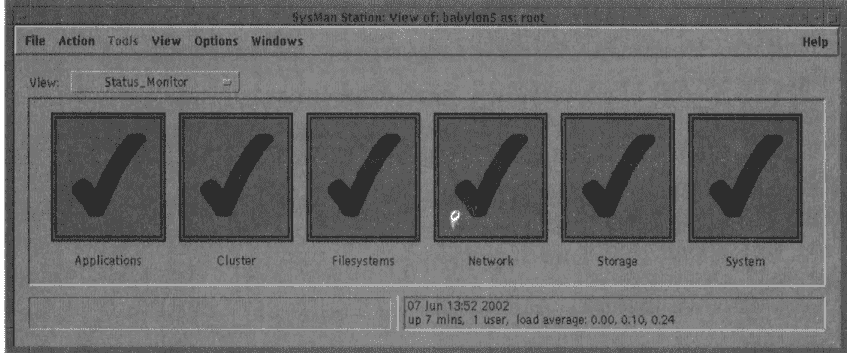 SysMan Station: View of: babylon5 as: root
File Action Tools View Options Windows Help
View: Status_Monitor
Applications Cluster Filesystems Network Storage System
07 Jun 13:52 2002
up 7 mins, 1 user, load average: 0.00, 0.10, 0.24